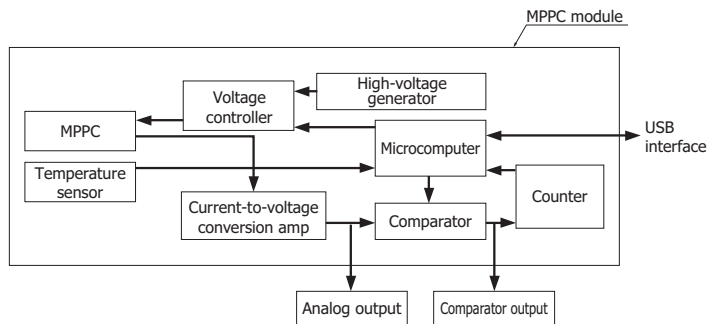 MPPC module
High-voltage
generator
Voltage
controller
MPPC
Microcomputer
USB
interface
Temperature
sensor
Current-to-voltage
conversion amp
Comparator
Counter
Analog output
Comparator output